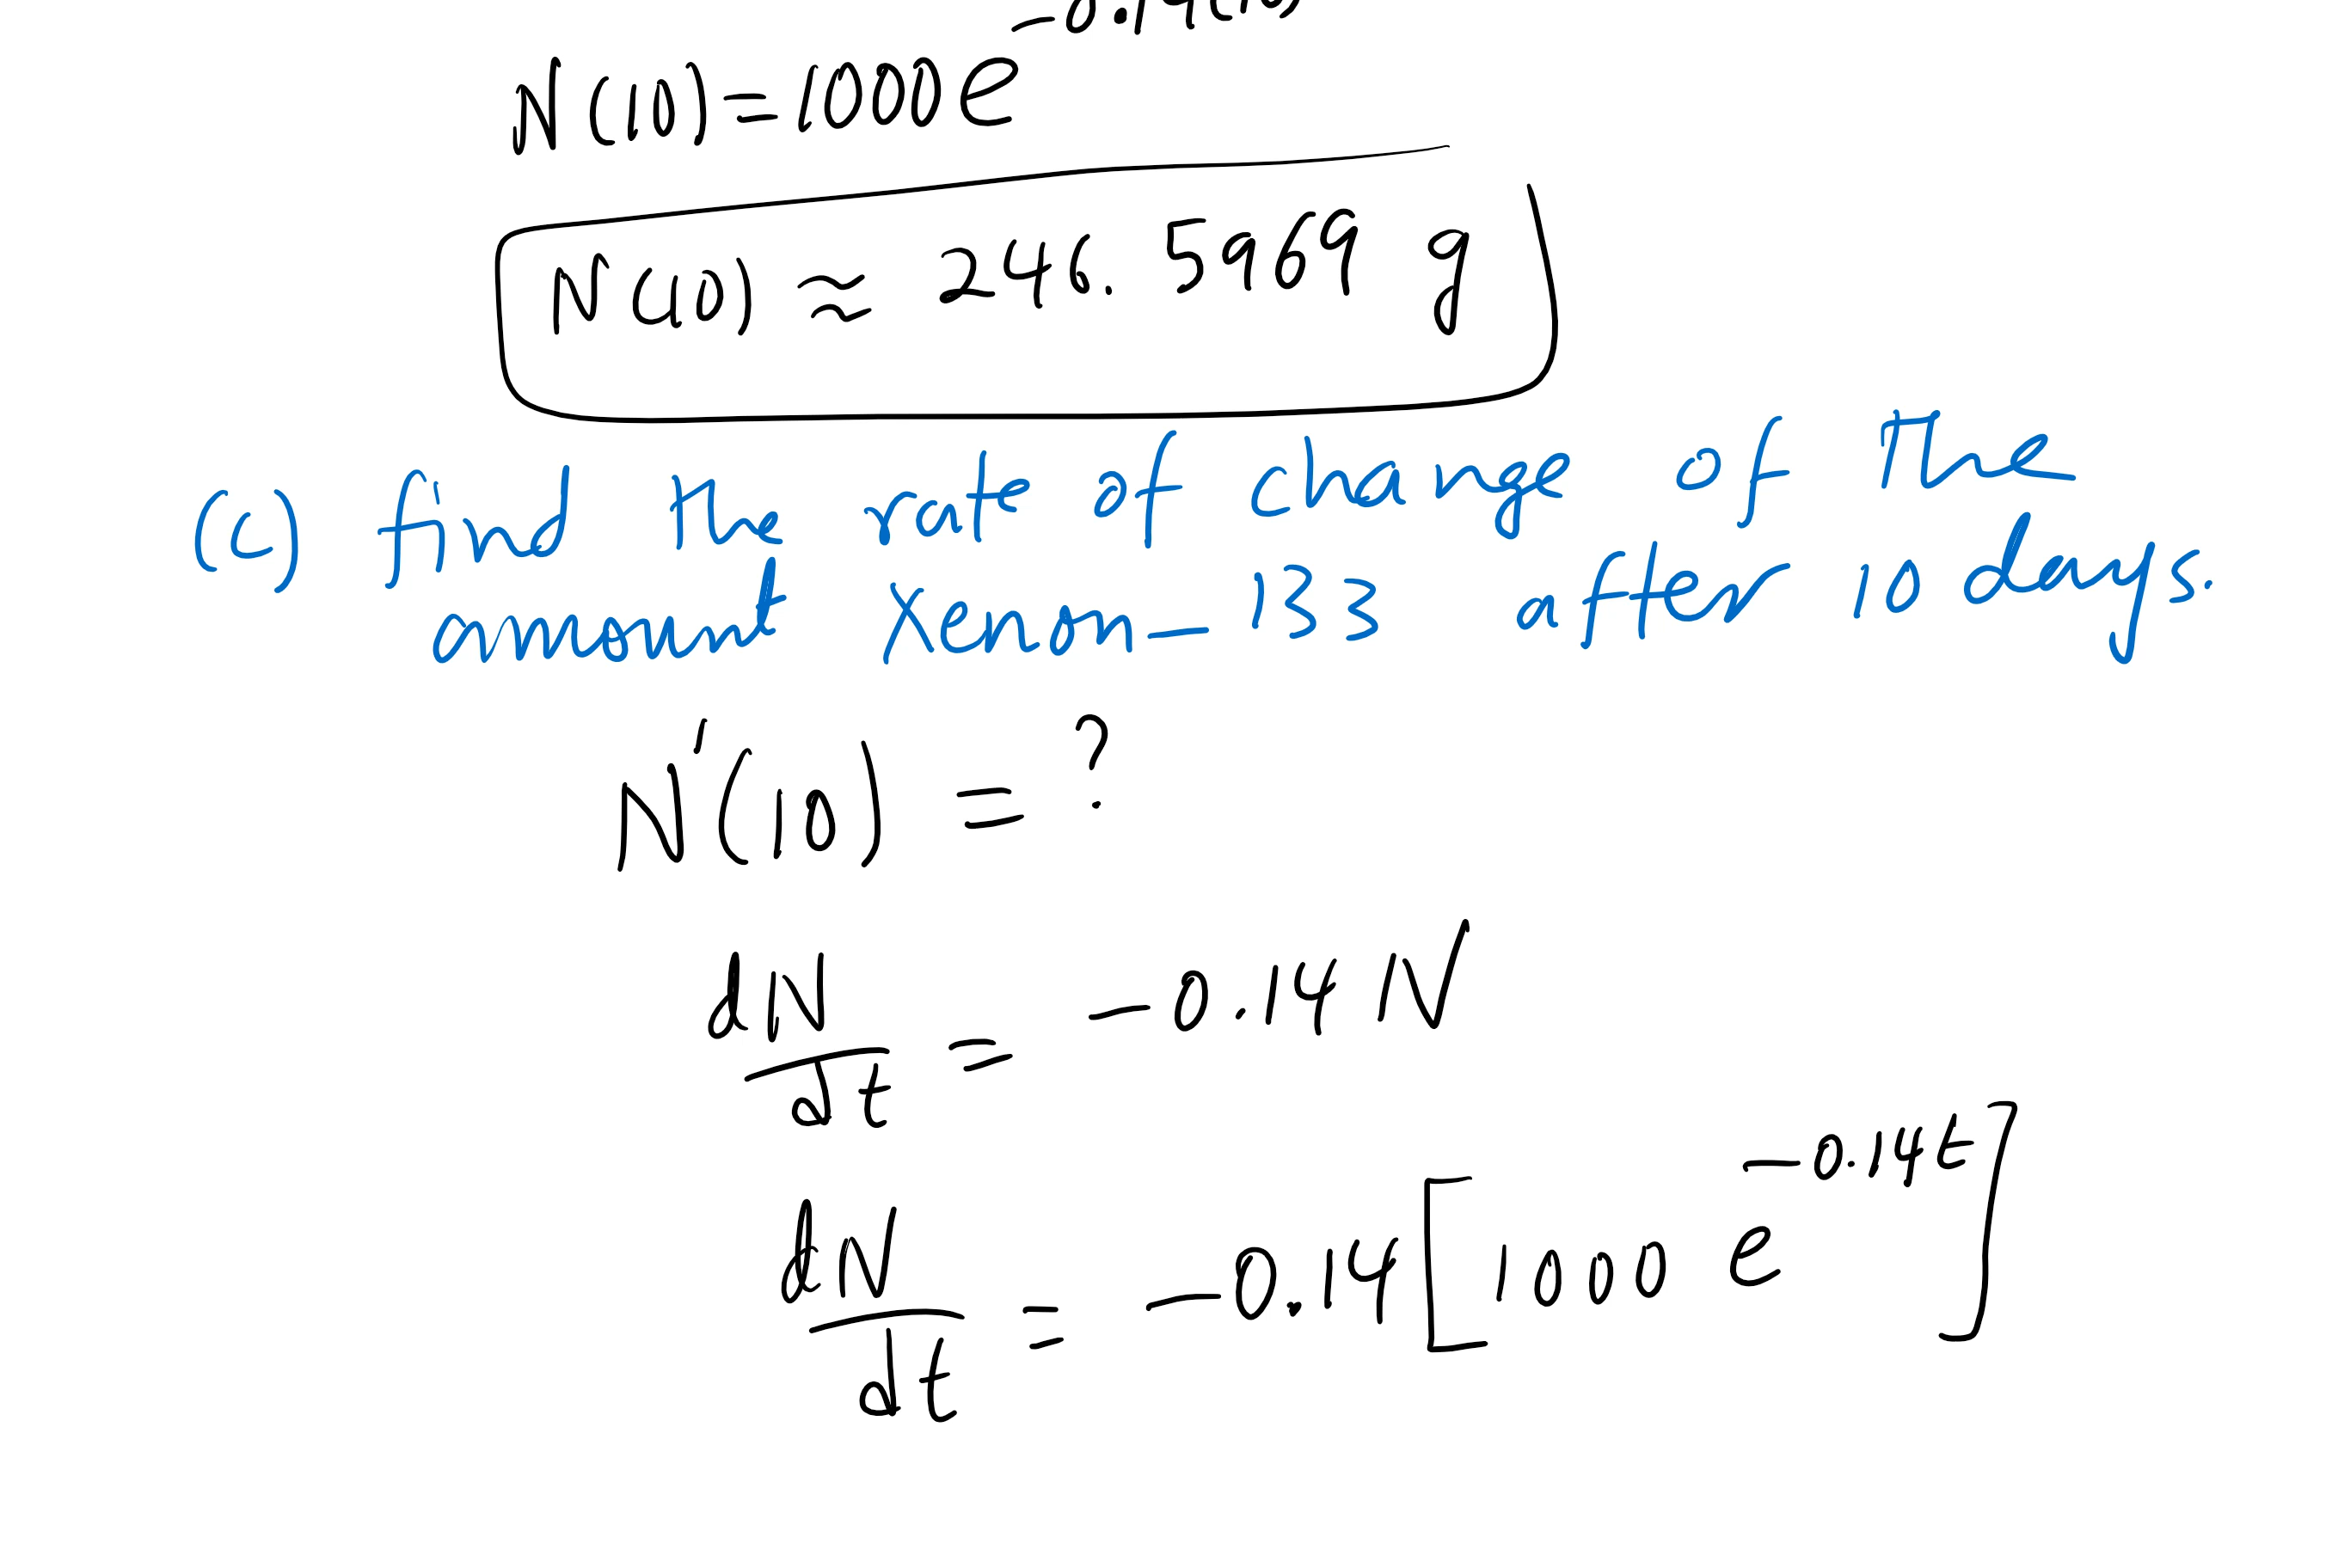 N(10) = 1000e^-0.14(10)
N(10) ≈ 246.5969 g
(c) find the rate of change of the
amount Xenon-133 after 10 days.
N'(10) = ?
dN/dt = -0.14 N
dN/dt = -0.14[1000 e^-0.14t]